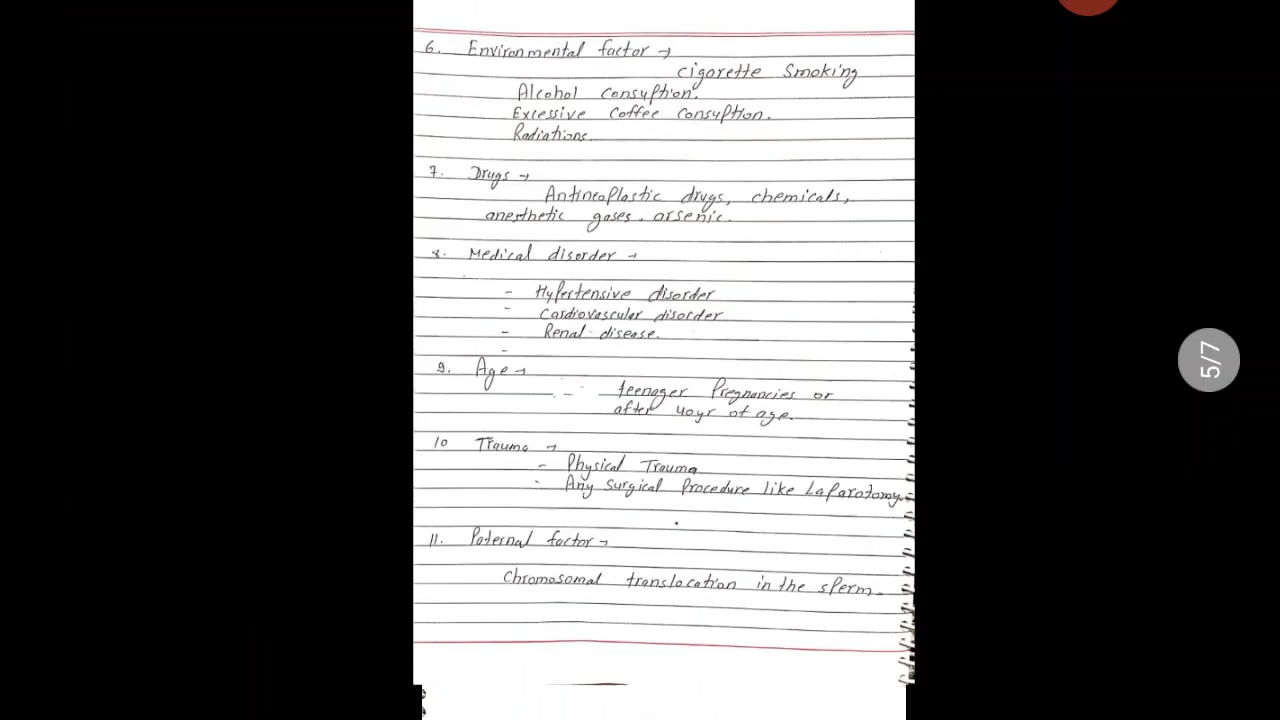 6. Environmental factor →
cigarette Smoking
Alcohol consuption.
Excessive Coffee Consuption.
Radiations.
7. Drugs →
Antineoplastic drugs, chemicals,
anesthetic gases. arsenic.
8. Medical disorder →
- Hypertensive disorder
- Cardiovascular disorder
- Renal disease.
-
9. Age →
teenager Pregnancies or
after 40yr of age.
10 Trauma →
- Physical Trauma
- Any Surgical Procedure like Laparotomy.
11. Paternal factor →
Chromosomal translocation in the sperm.
5/7